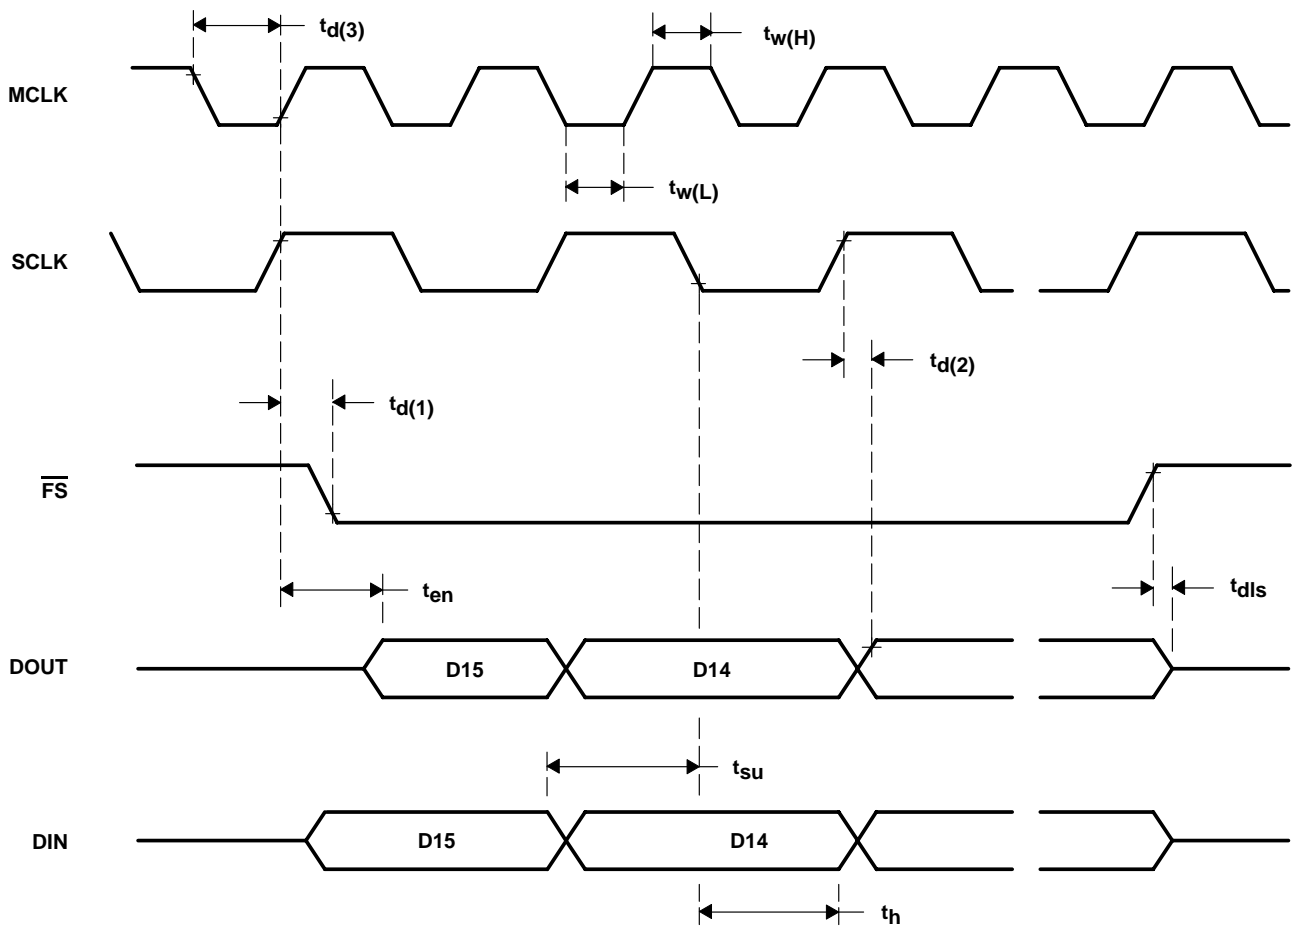 td(3)
tw(H)
MCLK
tw(L)
SCLK
td(2)
td(1)
FS
ten
tdls
DOUT D15 D14
tsu
DIN D15 D14
th